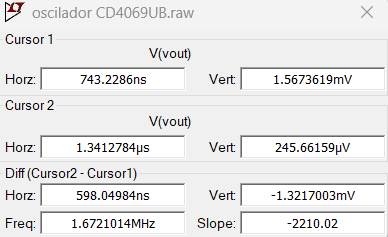 oscilador CD4069UB.raw
Cursor 1
V(vout)
Horz: 743.2286ns Vert: 1.5673619mV
Cursor 2
V(vout)
Horz: 1.3412784µs Vert: 245.66159µV
Diff (Cursor2 - Cursor1)
Horz: 598.04984ns Vert: -1.3217003mV
Freq: 1.6721014MHz Slope: -2210.02